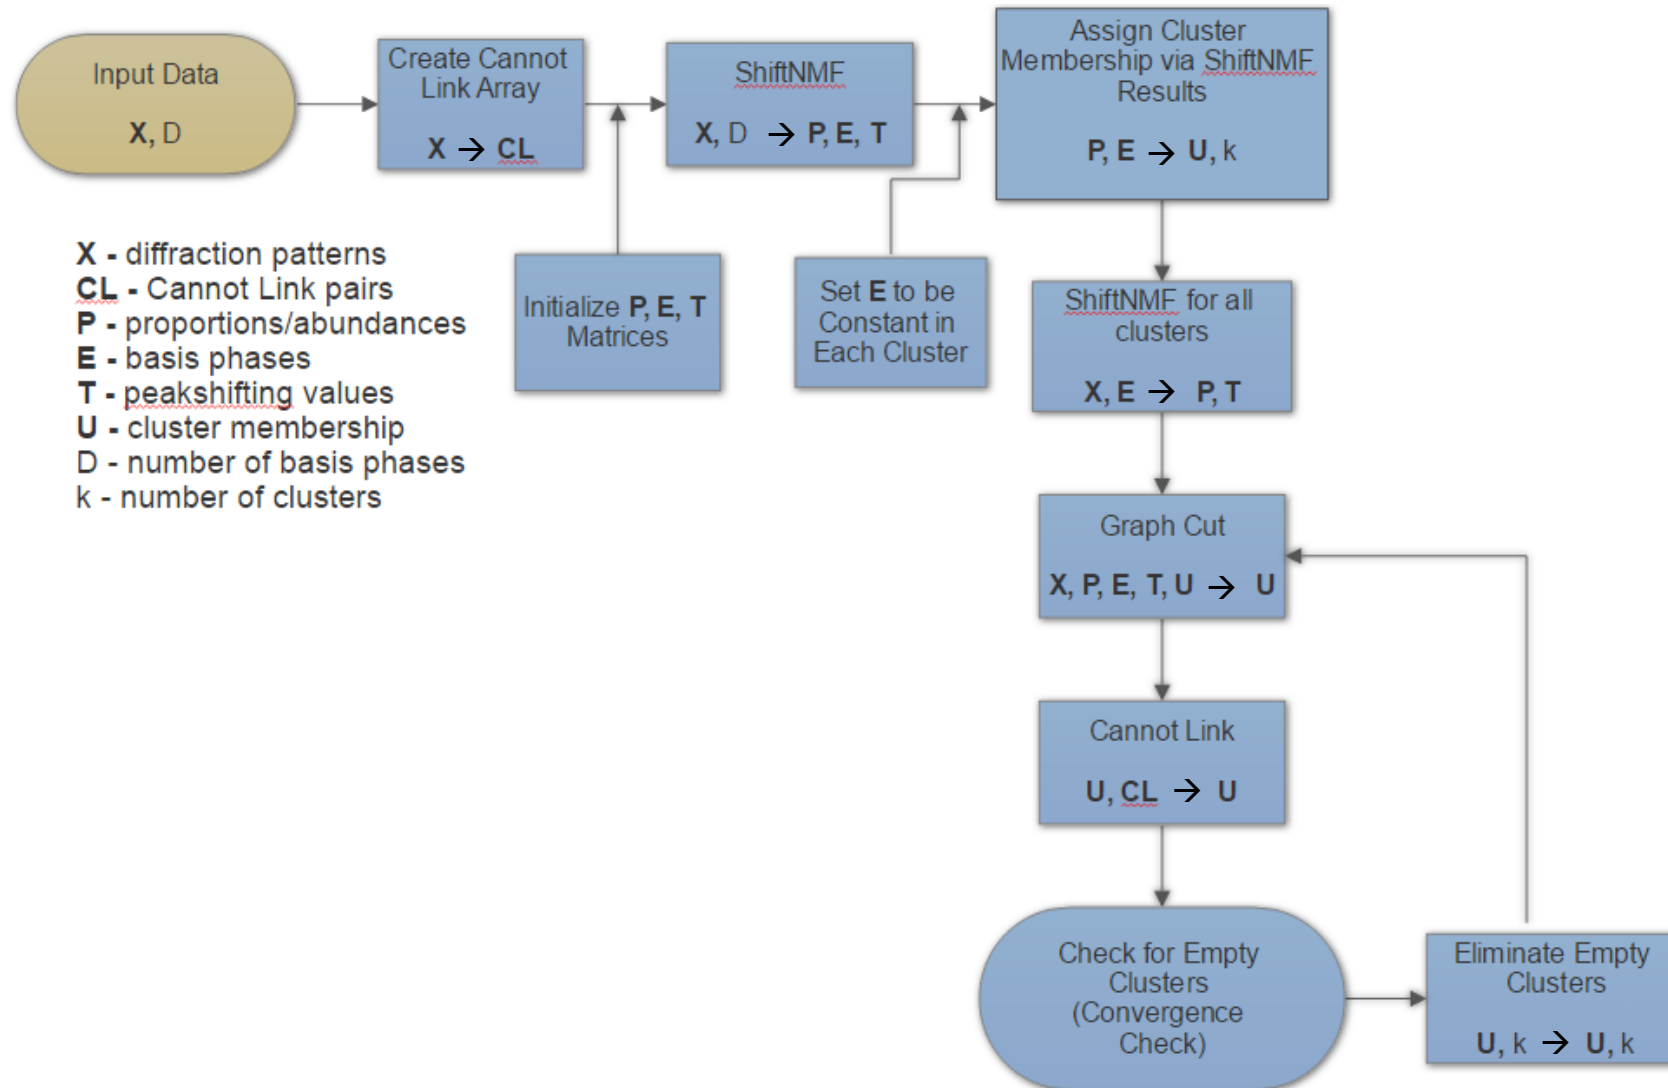 Input Data
X, D
Create Cannot
Link Array
X → CL
ShiftNMF
X, D → P, E, T
Assign Cluster
Membership via ShiftNMF
Results
P, E → U, k
X - diffraction patterns
CL - Cannot Link pairs
P - proportions/abundances
E - basis phases
T - peakshifting values
U - cluster membership
D - number of basis phases
k - number of clusters
Initialize P, E, T
Matrices
Set E to be
Constant in
Each Cluster
ShiftNMF for all
clusters
X, E → P, T
Graph Cut
X, P, E, T, U → U
Cannot Link
U, CL → U
Check for Empty
Clusters
(Convergence
Check)
Eliminate Empty
Clusters
U, k → U, k